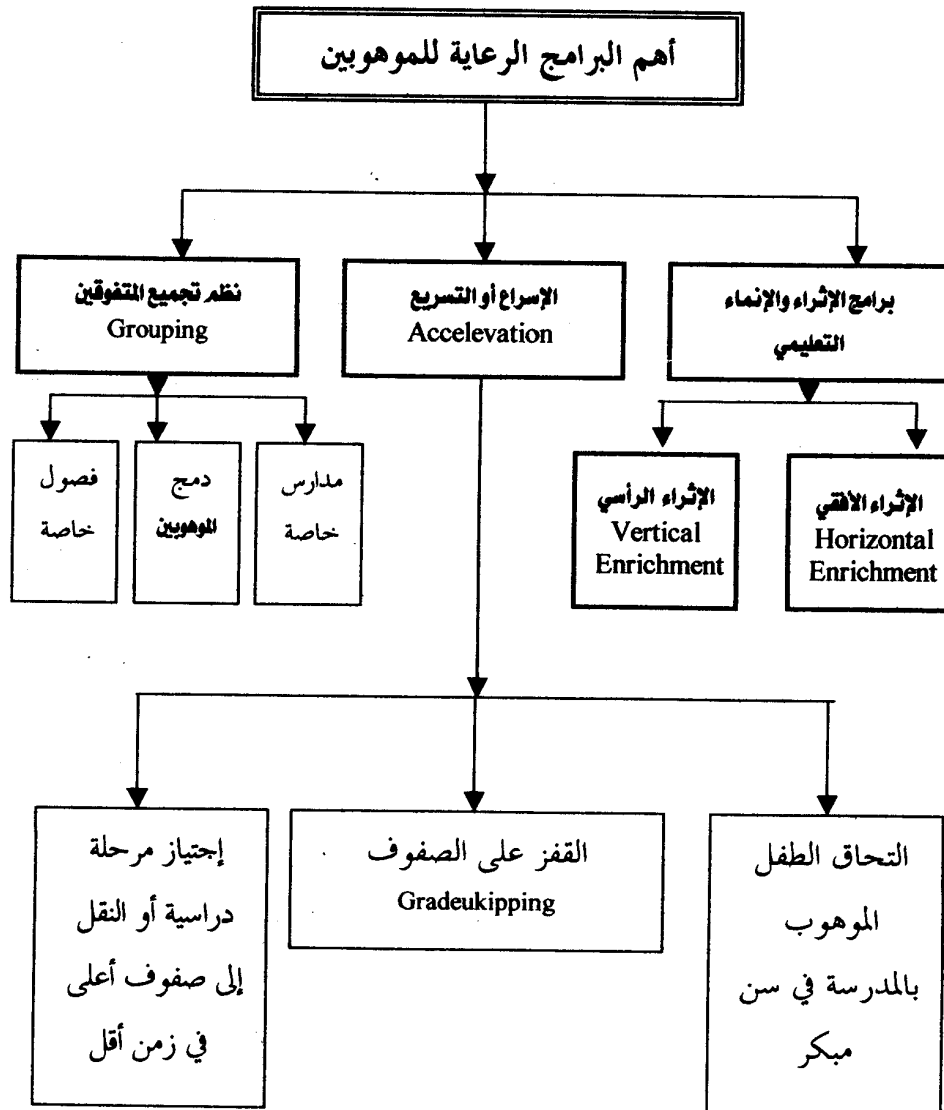 أهم البرامج الرعاية للموهوبين
برامج الإثراء والإنماء
التعليمي
الإسراع أو التسريع
Accelevation
نظم تجميع المتفوقين
Grouping
الإثراء الأفقي
Horizontal
Enrichment
الإثراء الرأسي
Vertical
Enrichment
مدارس
خاصة
دمج
الموهوبين
فصول
خاصة
التحاق الطفل
الموهوب
بالمدرسة في سن
مبكر
القفز على الصفوف
Gradeukipping
إجتياز مرحلة
دراسية أو النقل
إلى صفوف أعلى
في زمن أقل